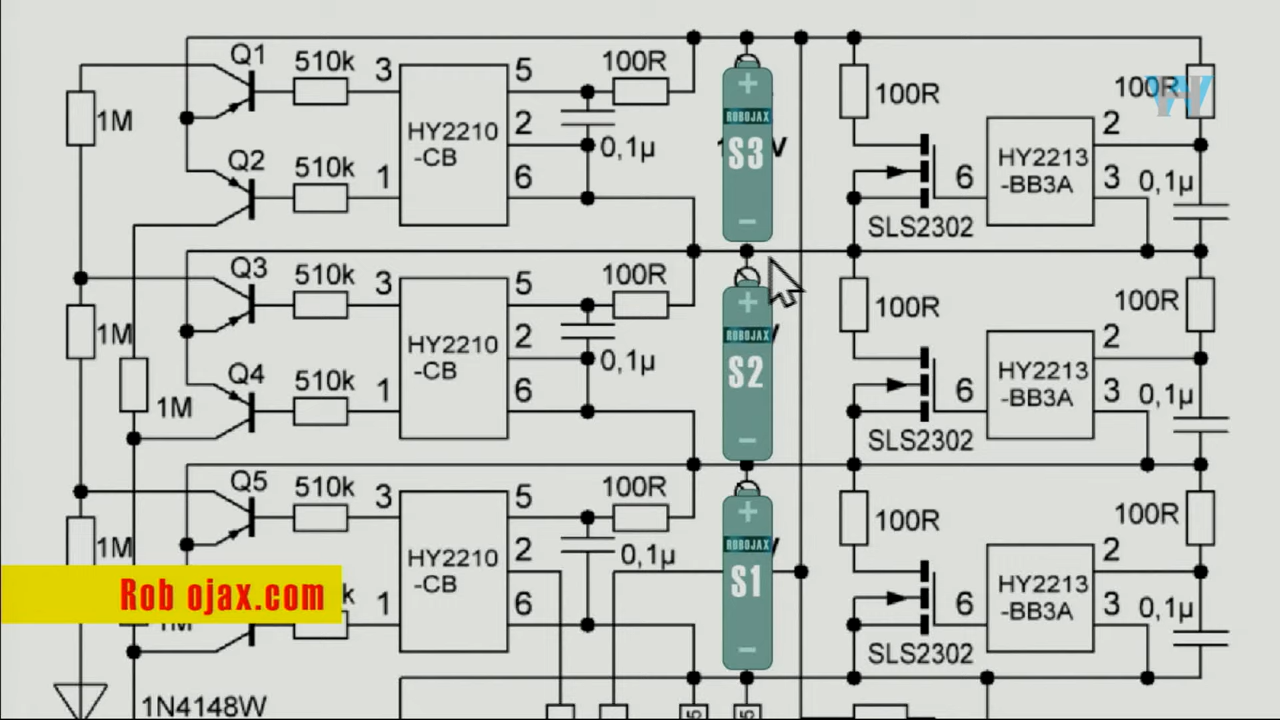 Q1
510k
3
5
100R
1M
HY2210
-CB
2
0,1µ
Q2
510k
1
6
+
ROBOJAX
S3
V
−
100R
SLS2302
6
HY2213
-BB3A
2
3
100R
0,1µ
Q3
510k
3
5
100R
1M
HY2210
-CB
2
0,1µ
Q4
510k
1
6
1M
+
ROBOJAX
S2
−
100R
SLS2302
6
HY2213
-BB3A
2
3
100R
0,1µ
Q5
510k
3
5
100R
1M
HY2210
-CB
2
0,1µ
k
1
6
+
ROBOJAX
S1
−
100R
SLS2302
6
HY2213
-BB3A
2
3
100R
0,1µ
Rob ojax.com
1N4148W